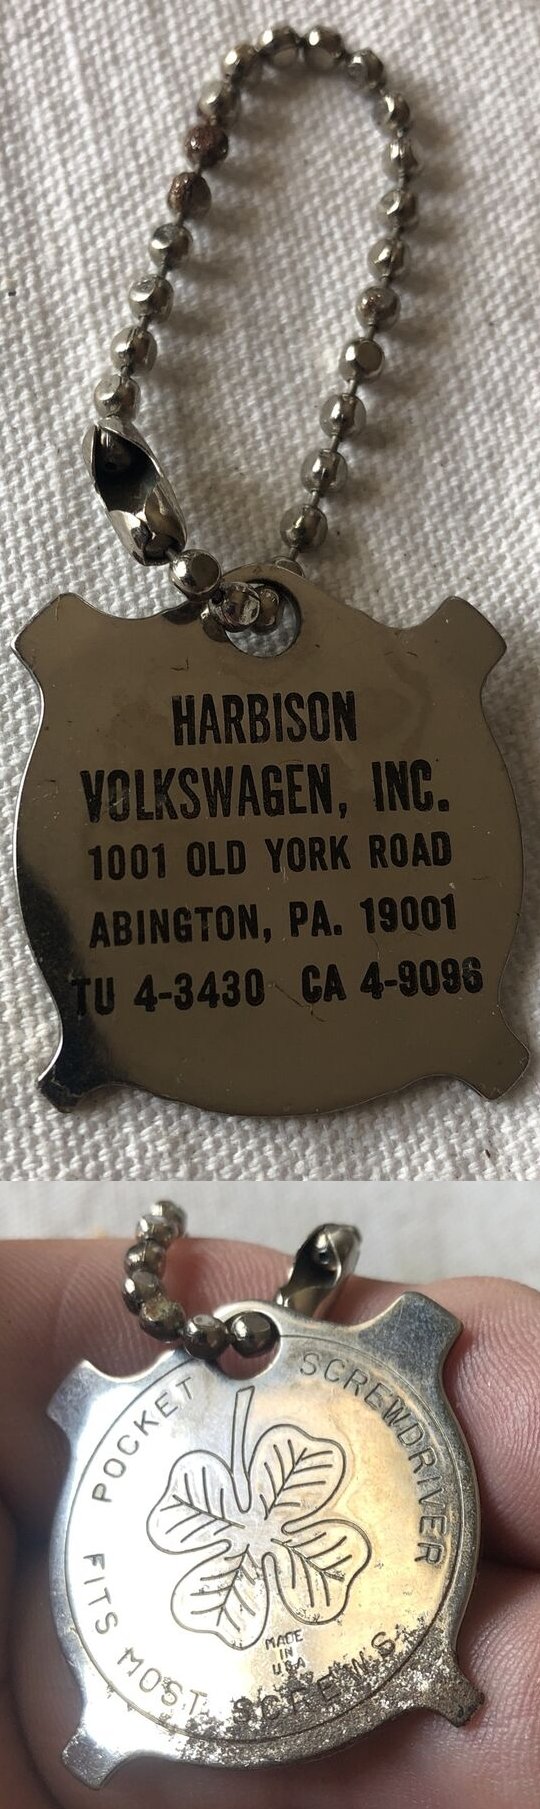 HARBISON
VOLKSWAGEN, INC.
1001 OLD YORK ROAD
ABINGTON, PA. 19001
TU 4-3430 CA 4-9096
POCKET SCREWDRIVER
FITS MOST SCREWS
MADE
IN
USA